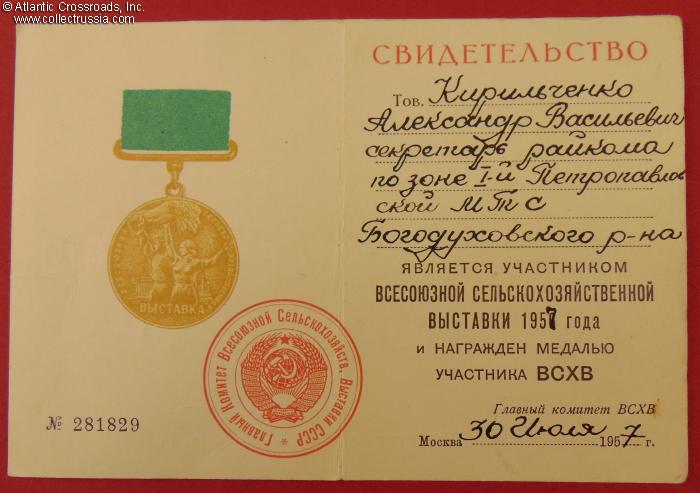 © Atlantic Crossroads, Inc.
www.collectrussia.com
ВЫСТАВКА
Главный Комитет Всесоюзной Сельскохозяйств. Выставки СССР
№ 281829
СВИДЕТЕЛЬСТВО
Тов. Кирильченко
Александр Васильевич
секретарь райкома
по зоне I-й Петропавлов
ской МТС
Богодуховского р-на
ЯВЛЯЕТСЯ УЧАСТНИКОМ
ВСЕСОЮЗНОЙ СЕЛЬСКОХОЗЯЙСТВЕННОЙ
ВЫСТАВКИ 1957 года
И НАГРАЖДЕН МЕДАЛЬЮ
УЧАСТНИКА ВСХВ
Главный комитет ВСХВ
Москва 30 Июля 1957 г.